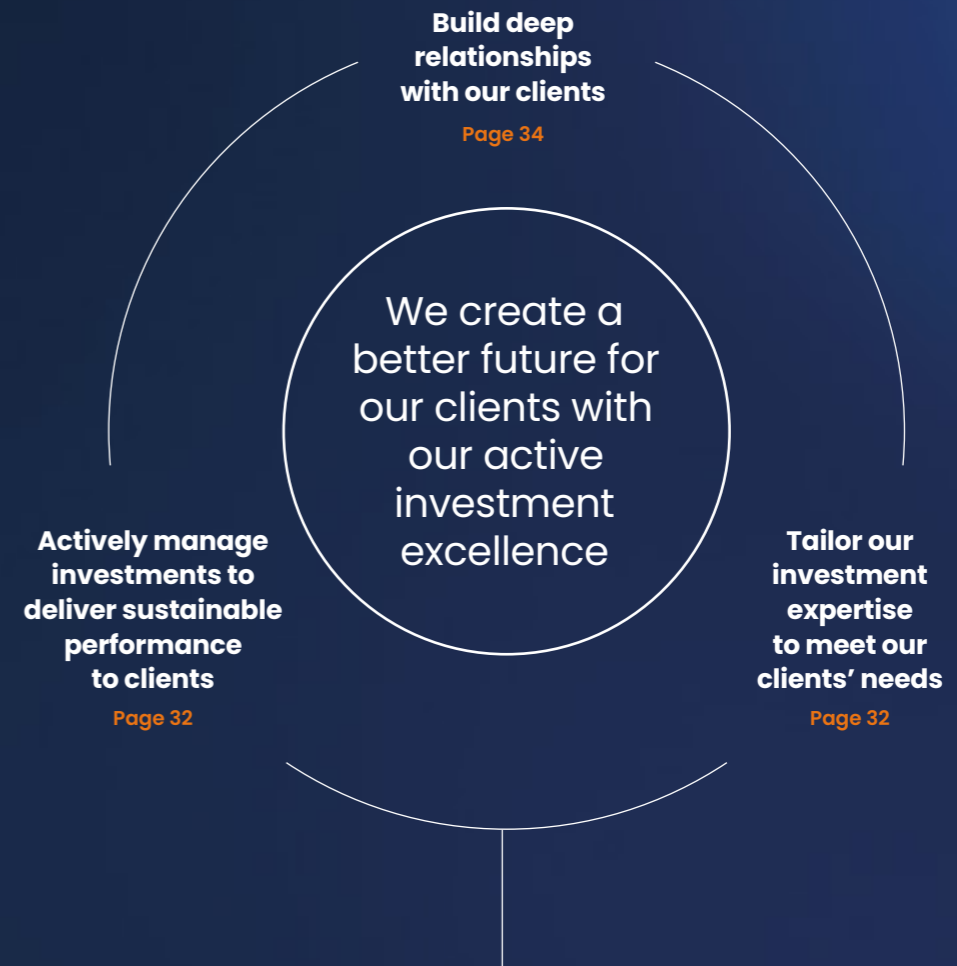 Build deep
relationships
with our clients
Page 34
We create a
better future for
our clients with
our active
investment
excellence
Actively manage
investments to
deliver sustainable
performance
to clients
Page 32
Tailor our
investment
expertise
to meet our
clients’ needs
Page 32